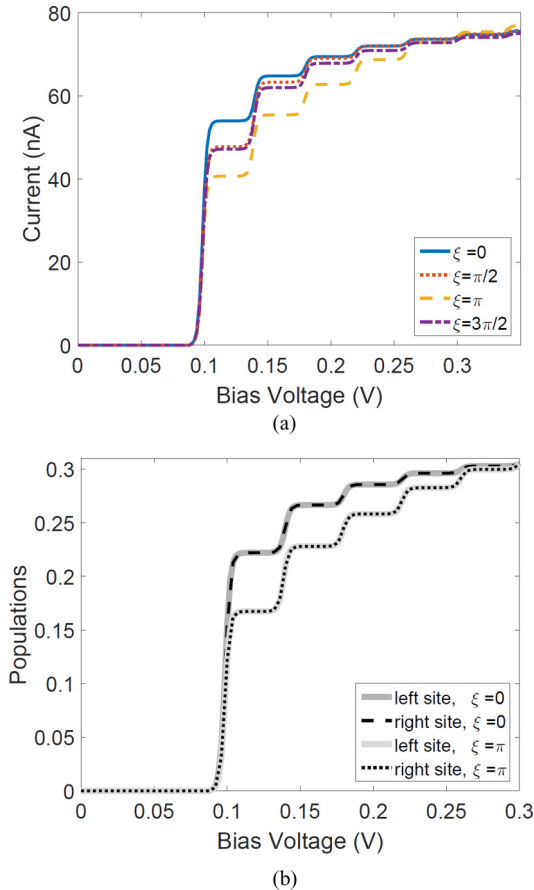 80
60
40
20
0
Current (nA)
ξ =0
ξ=π/2
ξ=π
ξ=3π/2
0 0.05 0.1 0.15 0.2 0.25 0.3
Bias Voltage (V)
(a)
0.3
0.25
0.2
0.15
0.1
0.05
0
Populations
left site, ξ =0
right site, ξ =0
left site, ξ =π
right site, ξ =π
0 0.05 0.1 0.15 0.2 0.25 0.3
Bias Voltage (V)
(b)